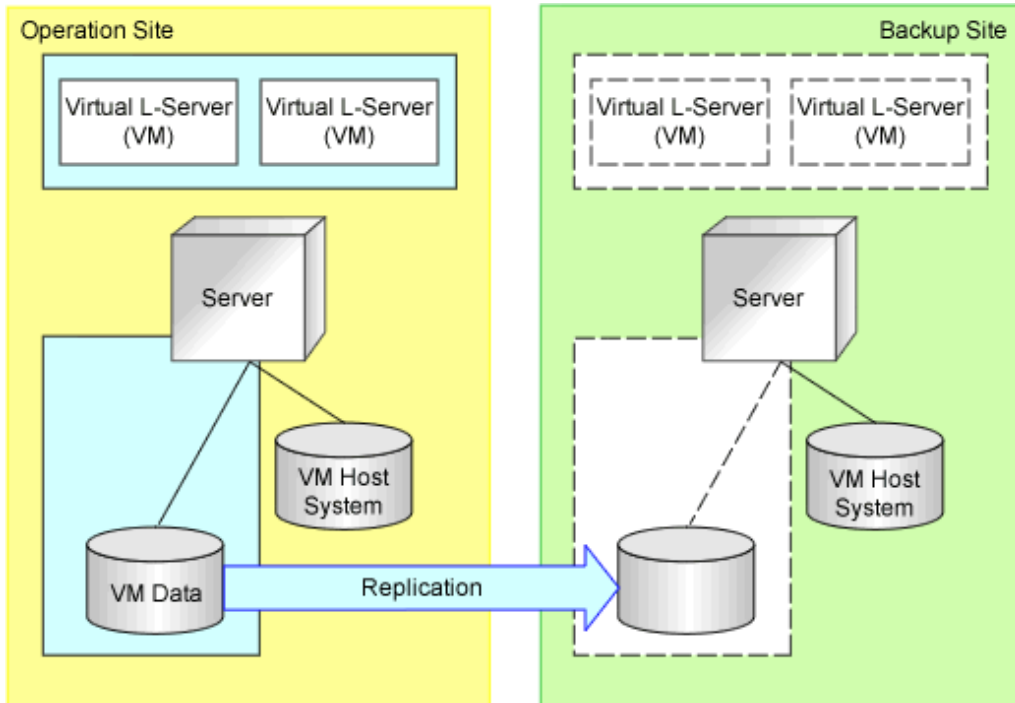 Operation Site
Virtual L-Server
(VM)
Virtual L-Server
(VM)
Server
VM Host
System
VM Data
Replication
Backup Site
Virtual L-Server
(VM)
Virtual L-Server
(VM)
Server
VM Host
System